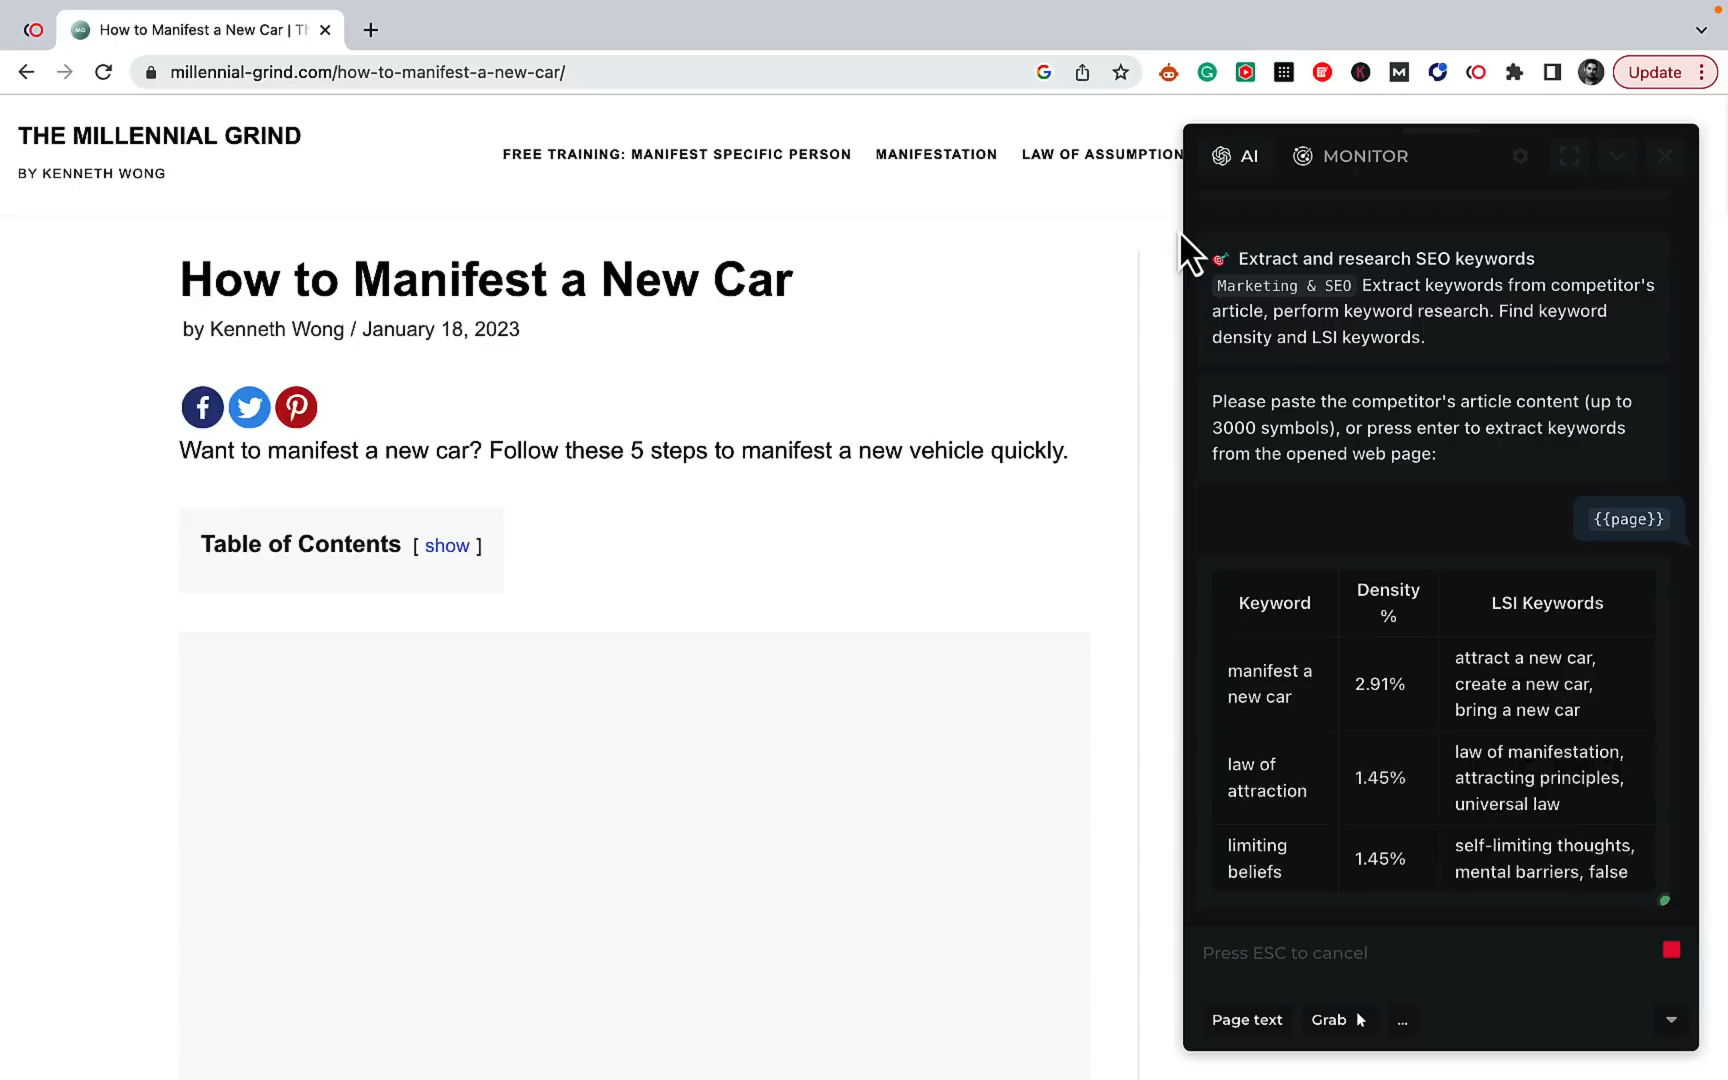 How to Manifest a New Car | Th
millennial-grind.com/how-to-manifest-a-new-car/
Update
THE MILLENNIAL GRIND
BY KENNETH WONG
FREE TRAINING: MANIFEST SPECIFIC PERSON
MANIFESTATION
LAW OF ASSUMPTION
How to Manifest a New Car
by Kenneth Wong / January 18, 2023
Want to manifest a new car? Follow these 5 steps to manifest a new vehicle quickly.
Table of Contents [ show ]
AI
MONITOR
Extract and research SEO keywords
Marketing & SEO Extract keywords from competitor's
article, perform keyword research. Find keyword
density and LSI keywords.
Please paste the competitor's article content (up to
3000 symbols), or press enter to extract keywords
from the opened web page:
{{page}}
Keyword
Density
%
LSI Keywords
manifest a
new car
2.91%
attract a new car,
create a new car,
bring a new car
law of
attraction
1.45%
law of manifestation,
attracting principles,
universal law
limiting
beliefs
1.45%
self-limiting thoughts,
mental barriers, false
Press ESC to cancel
Page text
Grab
...